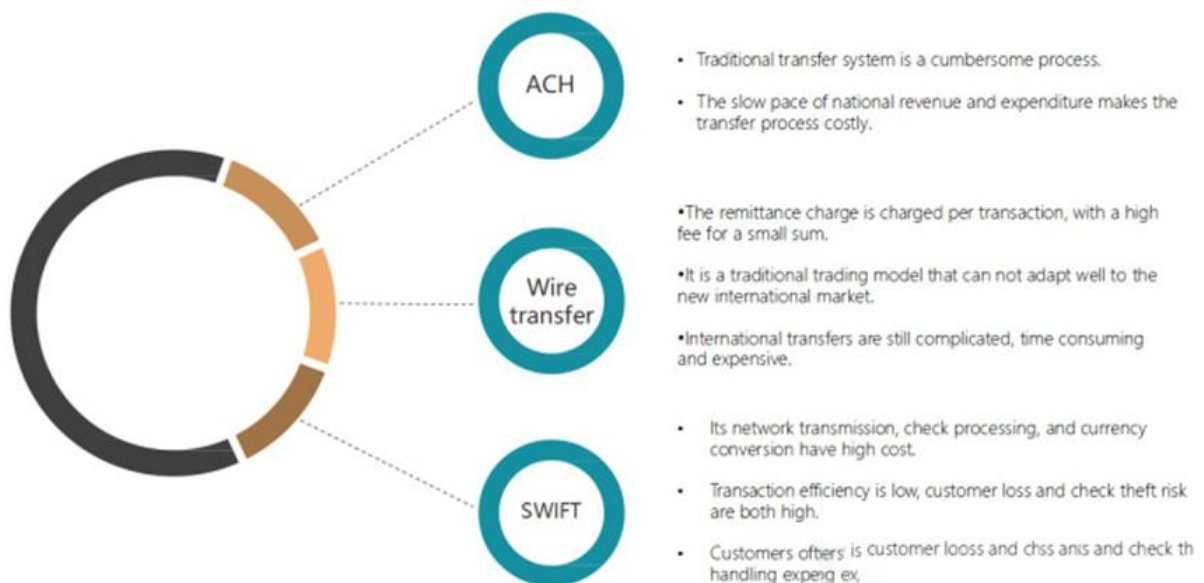 ACH
• Traditional transfer system is a cumbersome process.
• The slow pace of national revenue and expenditure makes the
transfer process costly.
Wire
transfer
•The remittance charge is charged per transaction, with a high
fee for a small sum.
•It is a traditional trading model that can not adapt well to the
new international market.
•International transfers are still complicated, time consuming
and expensive.
SWIFT
• Its network transmission, check processing, and currency
conversion have high cost.
• Transaction efficiency is low, customer loss and check theft risk
are both high.
• Customers is customer looss and and check th
handling